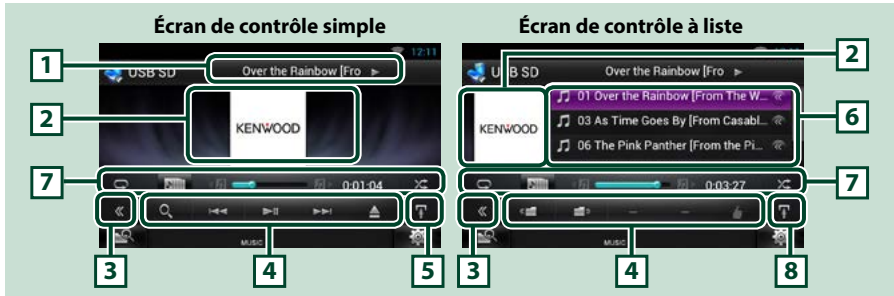 Écran de contrôle simple
Écran de contrôle à liste
12:11
1
USB SD
Over the Rainbow [Fro
2
KENWOOD
7
0:01:04
MUSIC
3
4
5
2
USB SD
Over the Rainbow [Fro
KENWOOD
01 Over the Rainbow [From The W...
03 As Time Goes By [From Casabl...
06 The Pink Panther [From the Pi...
6
0:03:27
7
MUSIC
3
4
8